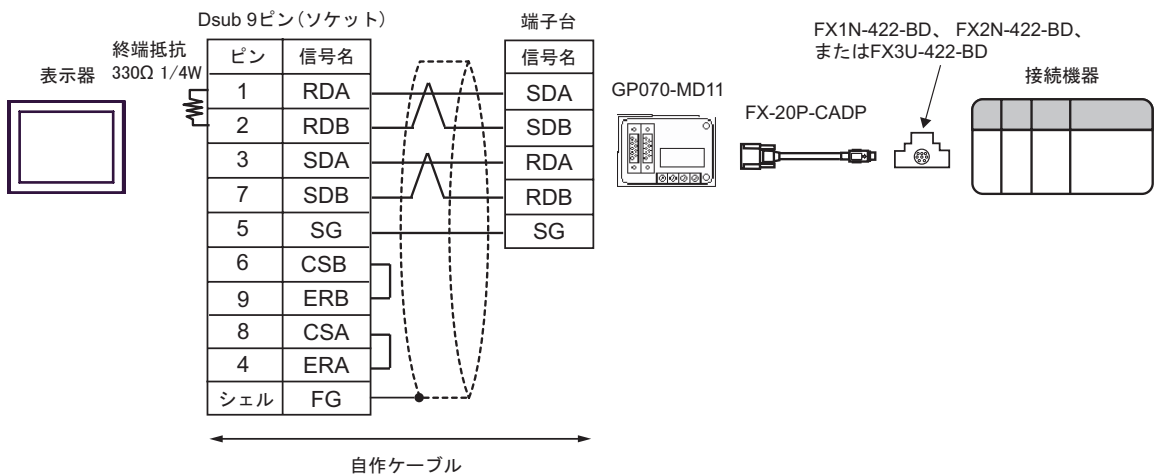 Dsub 9ピン(ソケット)
端子台
FX1N-422-BD、 FX2N-422-BD、
またはFX3U-422-BD
接続機器
表示器
終端抵抗
330Ω 1/4W
GP070-MD11
FX-20P-CADP
ピン 信号名 信号名
1 RDA SDA
2 RDB SDB
3 SDA RDA
7 SDB RDB
5 SG SG
6 CSB
9 ERB
8 CSA
4 ERA
シェル FG
自作ケーブル